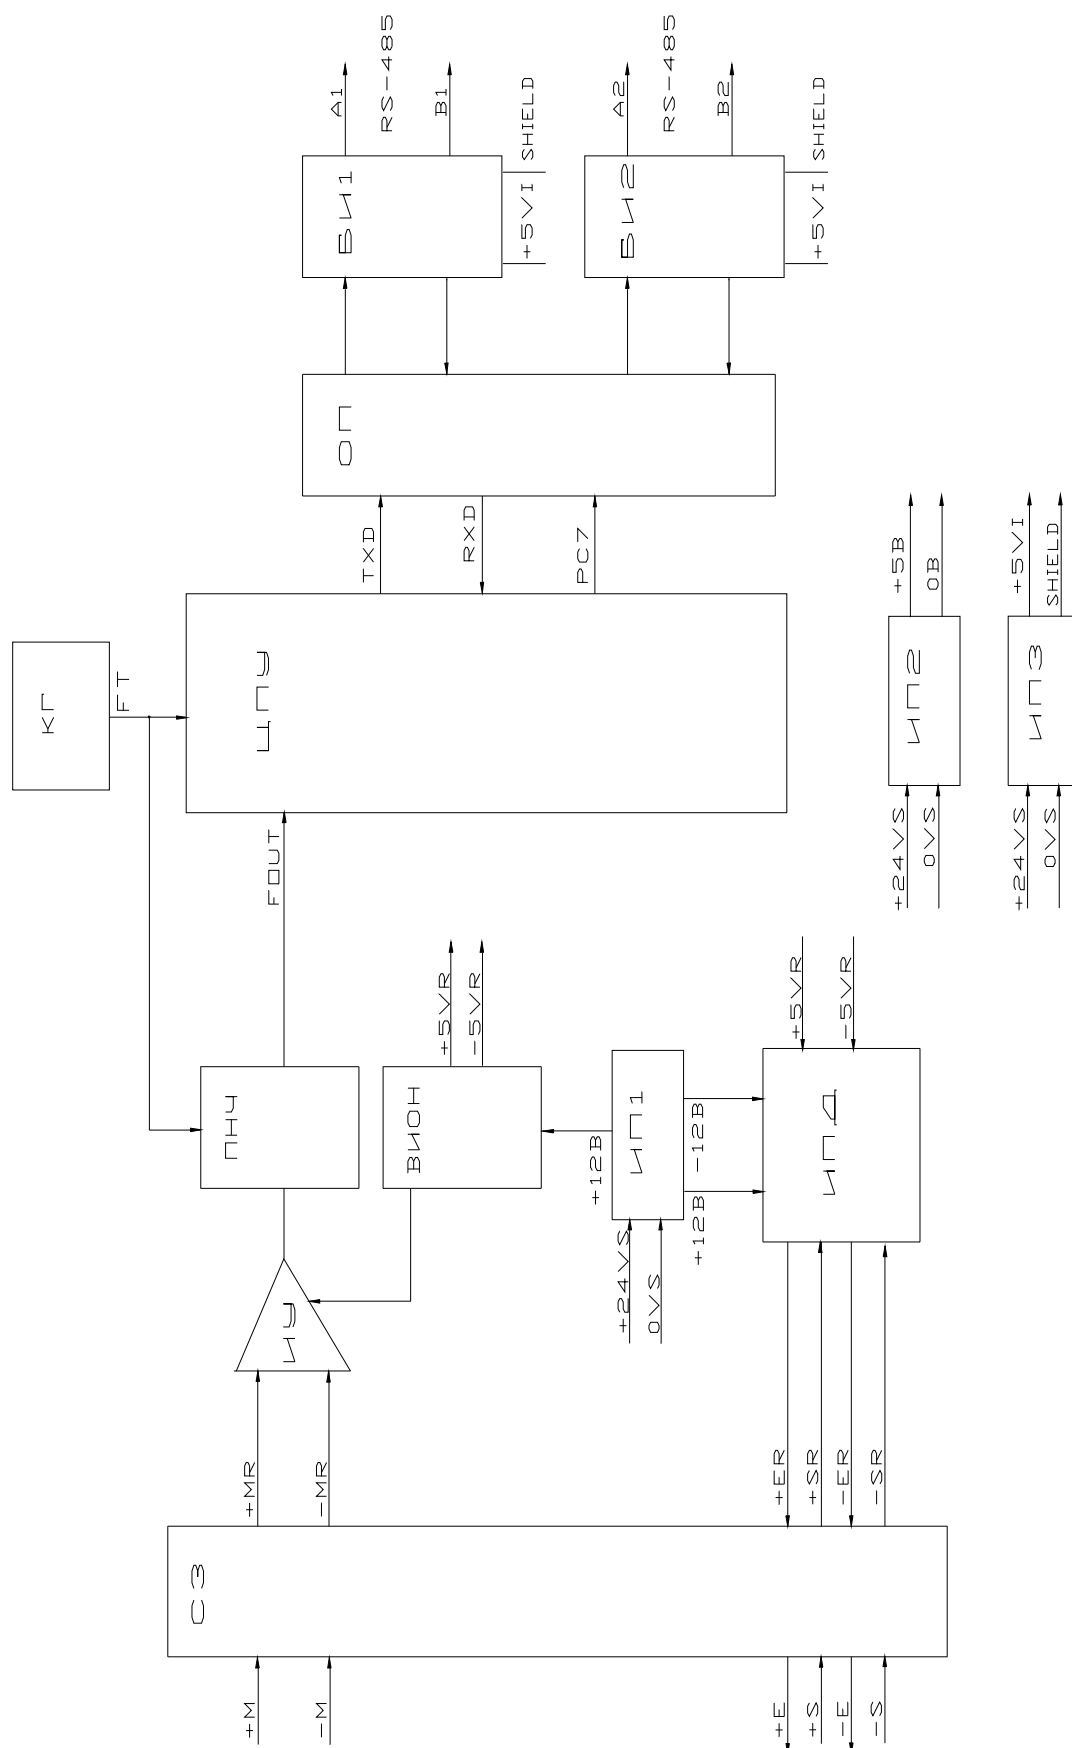 +M
-M
+E
+S
-E
-S
СЗ
+MR
-MR
+ER
+SR
-ER
-SR
ИУ
+24VS
0VS
+12В
+12В
-12В
ПНЧ
ВИОН
ИП1
ИПД
+5VR
-5VR
+5VR
-5VR
FOUT
КГ
FT
ЦПУ
+24VS
0VS
+24VS
0VS
ИП2
ИП3
+5В
0В
+5VI
SHIELD
TXD
RXD
PC7
ОП
БИ1
БИ2
+5VI
SHIELD
+5VI
SHIELD
A1
RS-485
B1
A2
RS-485
B2